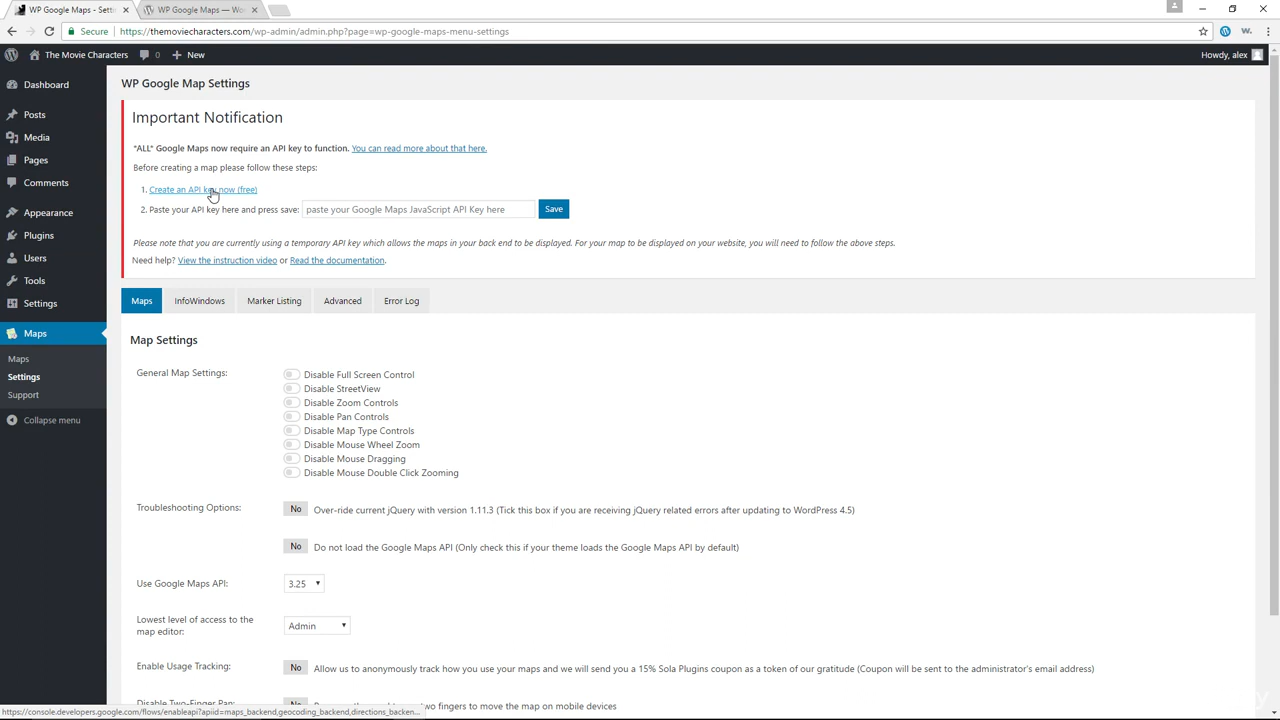 WP Google Maps - Setti
WP Google Maps — Wo
Secure
https://themoviecharacters.com/wp-admin/admin.php?page=wp-google-maps-menu-settings
The Movie Characters
0
New
Howdy, alex
Dashboard
Posts
Media
Pages
Comments
Appearance
Plugins
Users
Tools
Settings
Maps
Maps
Settings
Support
Collapse menu
WP Google Map Settings
Important Notification
*ALL* Google Maps now require an API key to function. You can read more about that here.
Before creating a map please follow these steps:
1. Create an API key now (free)
2. Paste your API key here and press save: paste your Google Maps JavaScript API Key here Save
Please note that you are currently using a temporary API key which allows the maps in your back end to be displayed. For your map to be displayed on your website, you will need to follow the above steps.
Need help? View the instruction video or Read the documentation.
Maps InfoWindows Marker Listing Advanced Error Log
Map Settings
General Map Settings:
Disable Full Screen Control
Disable StreetView
Disable Zoom Controls
Disable Pan Controls
Disable Map Type Controls
Disable Mouse Wheel Zoom
Disable Mouse Dragging
Disable Mouse Double Click Zooming
Troubleshooting Options:
No Over-ride current jQuery with version 1.11.3 (Tick this box if you are receiving jQuery related errors after updating to WordPress 4.5)
No Do not load the Google Maps API (Only check this if your theme loads the Google Maps API by default)
Use Google Maps API: 3.25
Lowest level of access to the
map editor:
Admin
Enable Usage Tracking: No Allow us to anonymously track how you use your maps and we will send you a 15% Sola Plugins coupon as a token of our gratitude (Coupon will be sent to the administrator's email address)
Disable Two-Finger Pan:
two fingers to move the map on mobile devices
https://console.developers.google.com/flows/enableapi?apiid=maps_backend,geocoding_backend,directions_backen...